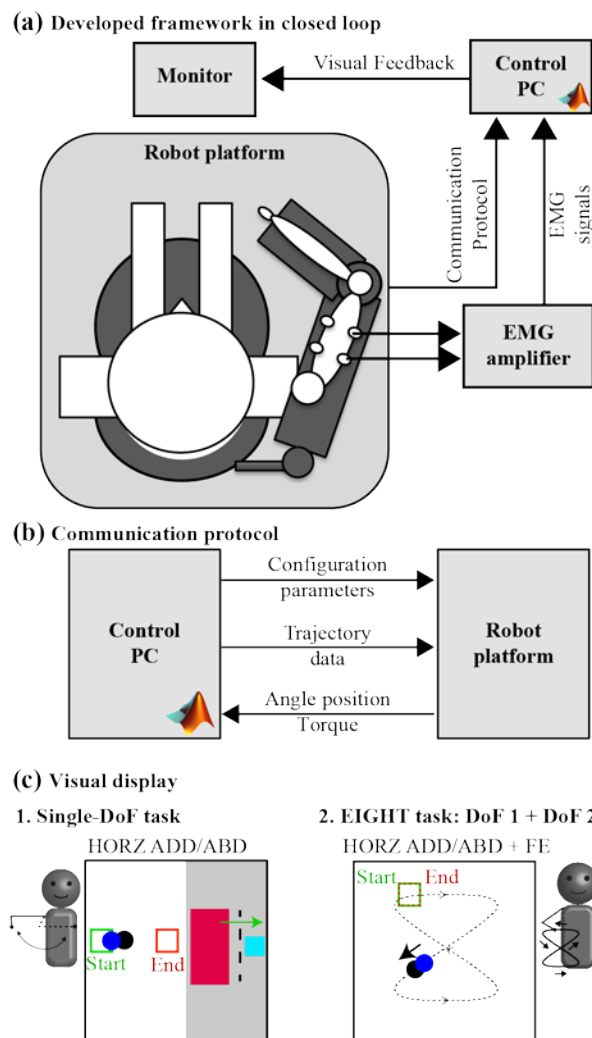 (a) Developed framework in closed loop
Monitor
Visual Feedback
Control
PC
Robot platform
Communication
Protocol
EMG
signals
EMG
amplifier
(b) Communication protocol
Control
PC
Configuration
parameters
Trajectory
data
Angle position
Torque
Robot
platform
(c) Visual display
1. Single-DoF task
HORZ ADD/ABD
Start
End
2. EIGHT task: DoF 1 + DoF 2
HORZ ADD/ABD + FE
Start
End